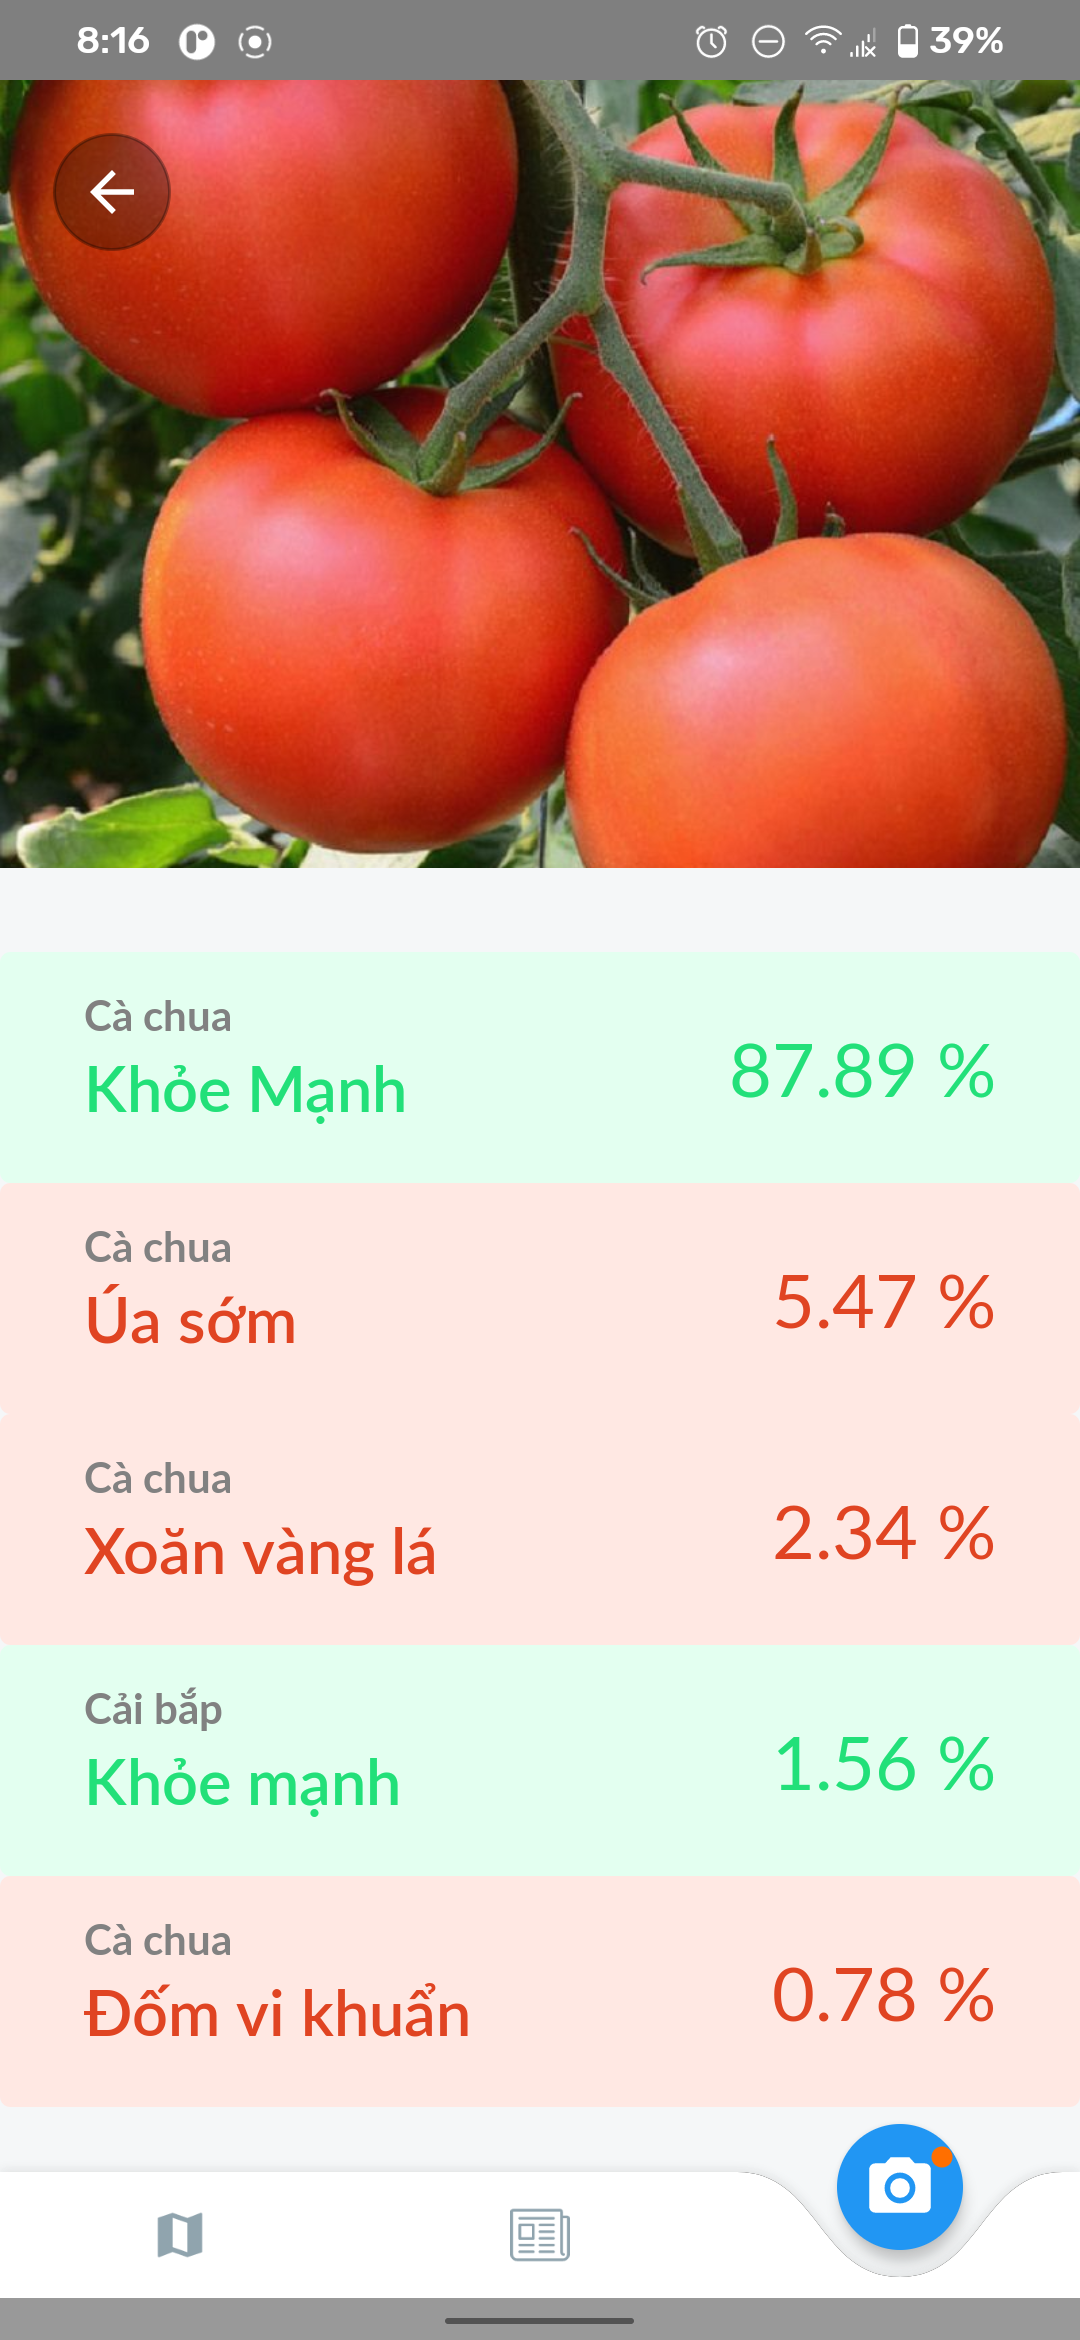 8:16
39%
Cà chua
Khỏe Mạnh
87.89 %
Cà chua
Úa sớm
5.47 %
Cà chua
Xoăn vàng lá
2.34 %
Cải bắp
Khỏe mạnh
1.56 %
Cà chua
Đốm vi khuẩn
0.78 %